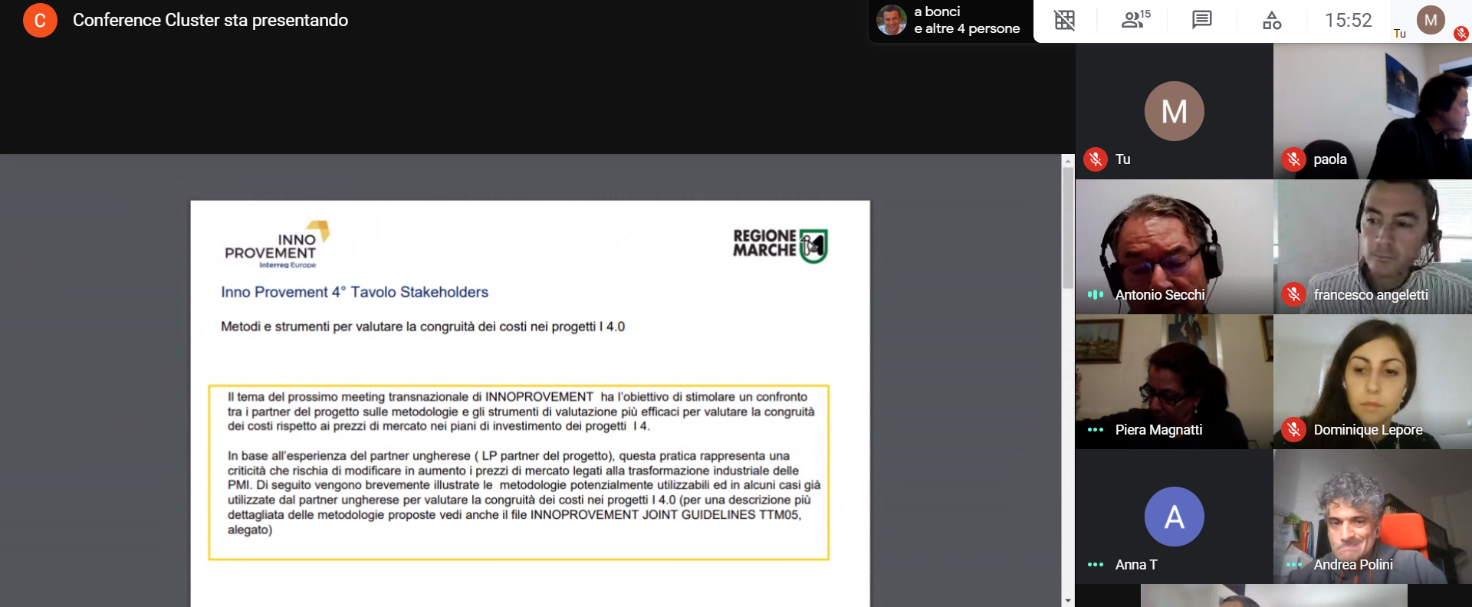 C
Conference Cluster sta presentando
a bonci
e altre 4 persone
15
15:52
M
Tu
M
Tu
paola
Antonio Secchi
francesco angeletti
Piera Magnatti
Dominique Lepore
A
Anna T
Andrea Polini
INNO
PROVEMENT
Interreg Europe
REGIONE
MARCHE
Inno Provement 4° Tavolo Stakeholders
Metodi e strumenti per valutare la congruità dei costi nei progetti I 4.0
Il tema del prossimo meeting transnazionale di INNOPROVEMENT ha l'obiettivo di stimolare un confronto
tra i partner del progetto sulle metodologie e gli strumenti di valutazione più efficaci per valutare la congruità
dei costi rispetto ai prezzi di mercato nei piani di investimento dei progetti I 4.
In base all'esperienza del partner ungherese ( LP partner del progetto), questa pratica rappresenta una
criticità che rischia di modificare in aumento i prezzi di mercato legati alla trasformazione industriale delle
PMI. Di seguito vengono brevemente illustrate le metodologie potenzialmente utilizzabili ed in alcuni casi già
utilizzate dal partner ungherese per valutare la congruità dei costi nei progetti I 4.0 (per una descrizione più
dettagliata delle metodologie proposte vedi anche il file INNOPROVEMENT JOINT GUIDELINES TTM05,
alegato)